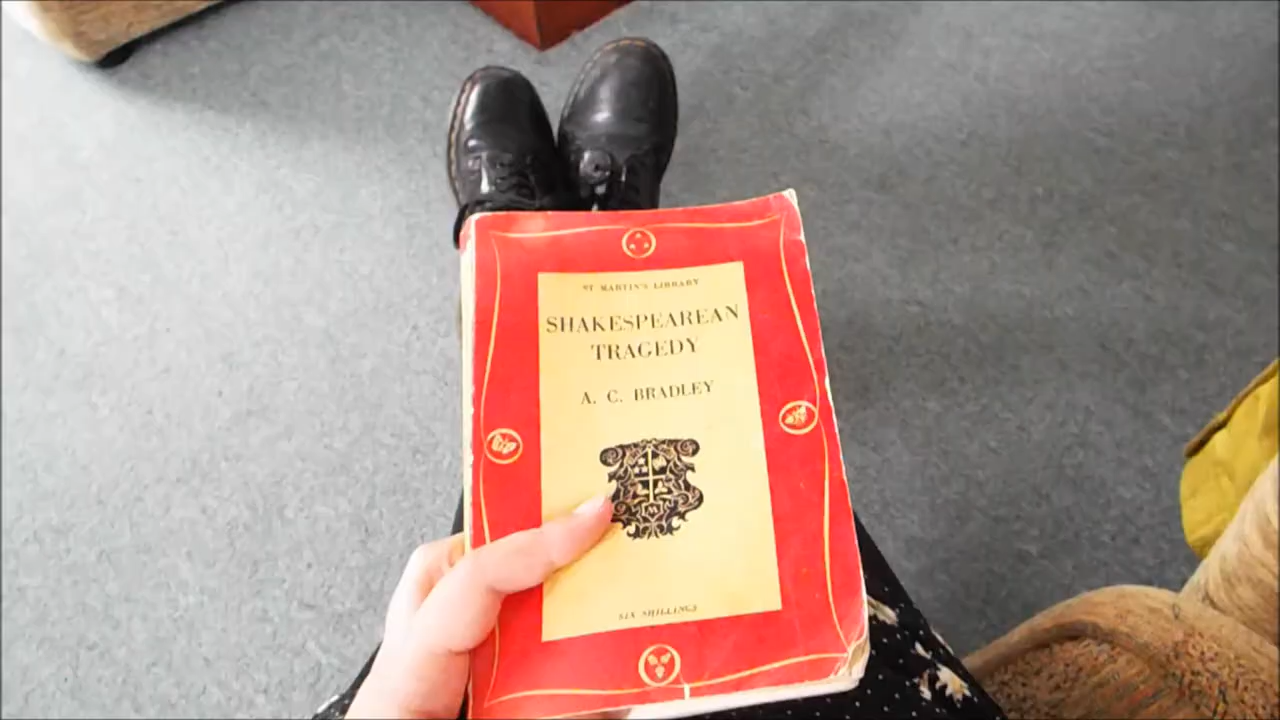 ST MARTIN'S LIBRARY
SHAKESPEAREAN
TRAGEDY
A. C. BRADLEY
M
SIX SHILLINGS